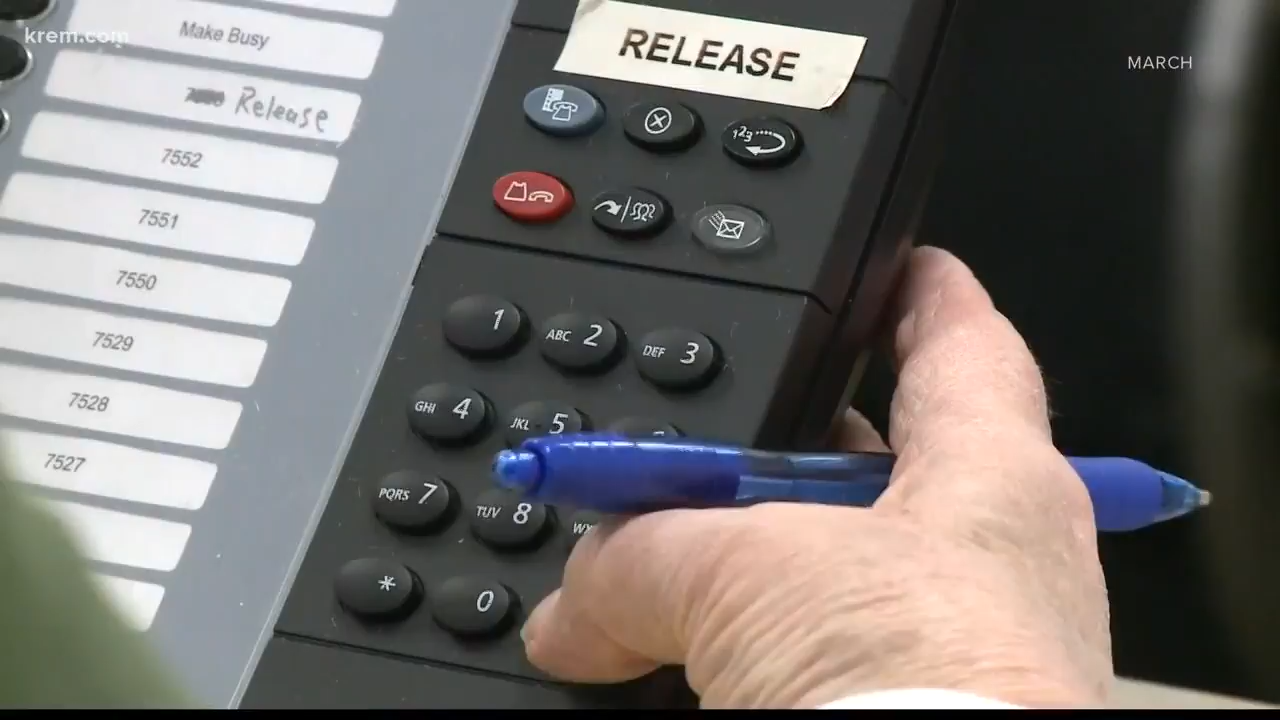 krem.com
MARCH
Make Busy
Release
7552
7551
7550
7529
7528
7527
RELEASE
123
1
ABC 2
DEF 3
GHI 4
JKL 5
PQRS 7
TUV 8
*
0